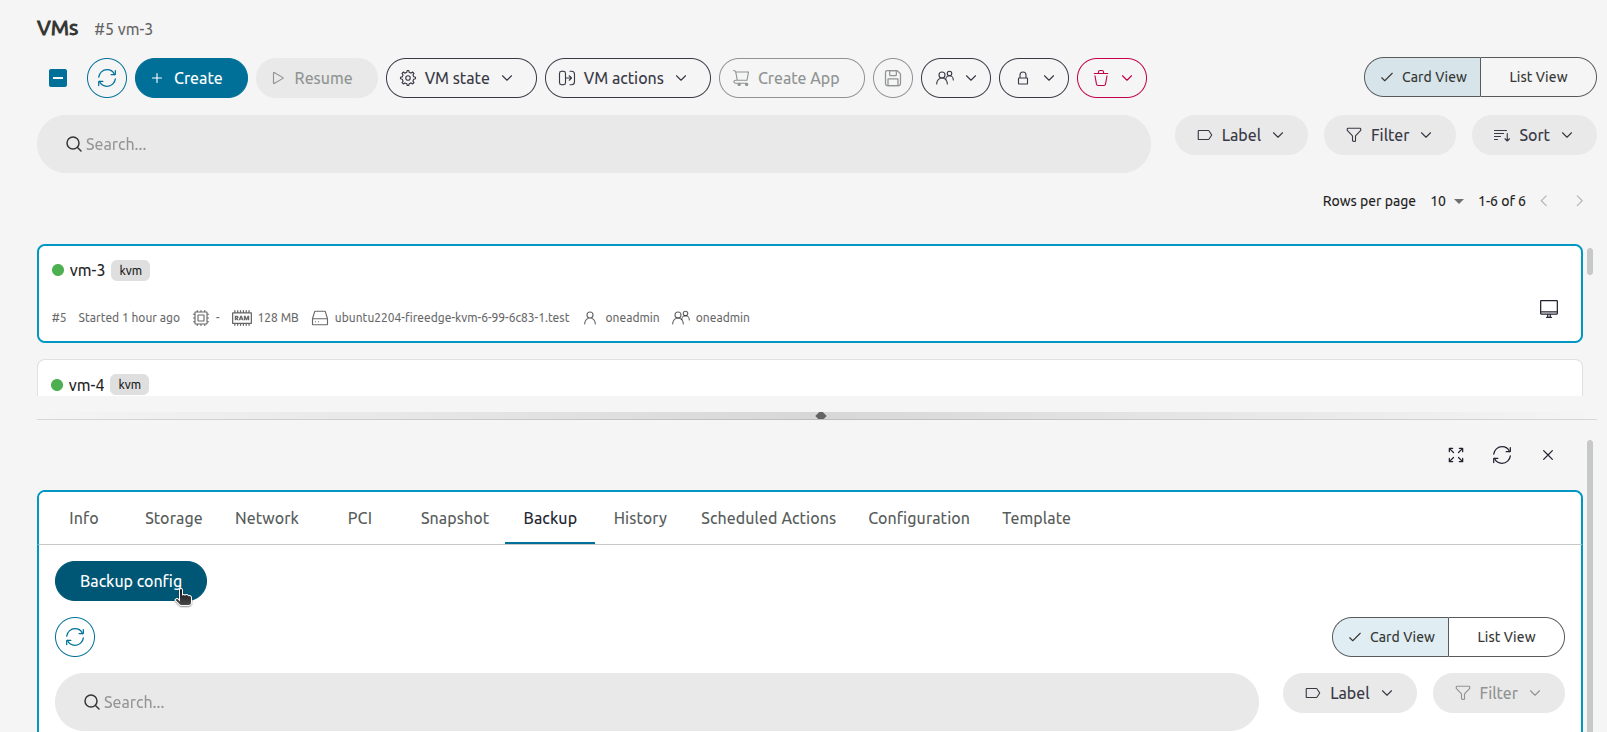 VMs #5 vm-3
Create Resume VM state VM actions Create App Card View List View
Search... Label Filter Sort
Rows per page 10 1-6 of 6
vm-3 kvm
#5 Started 1 hour ago - RAM 128 MB ubuntu2204-fireedge-kvm-6-99-6c83-1.test oneadmin oneadmin
vm-4 kvm
Info Storage Network PCI Snapshot Backup History Scheduled Actions Configuration Template
Backup config
Card View List View
Search... Label Filter